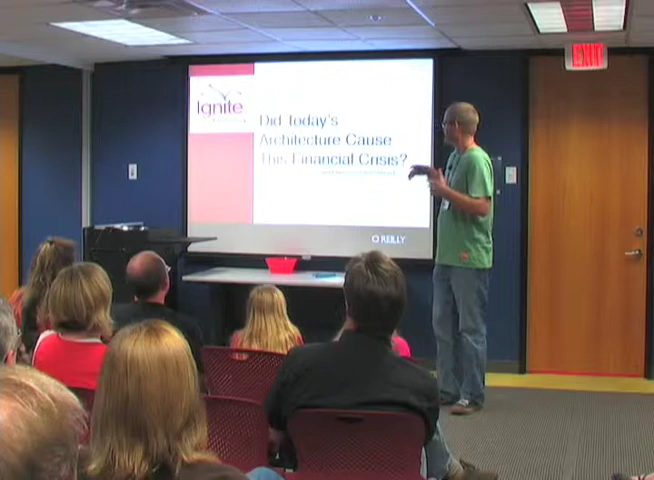 EXIT
Ignite
Did Today's
Architecture Cause
This Financial Crisis?
O'REILLY